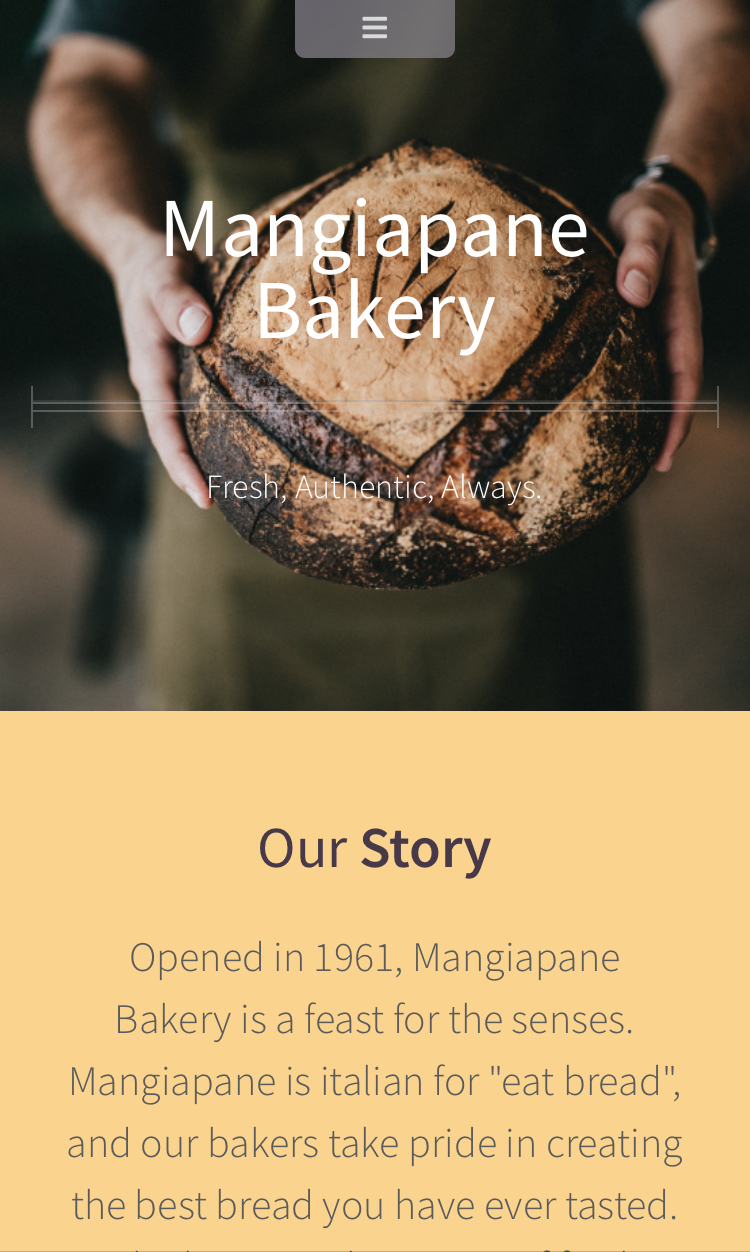 Mangiapane
Bakery
Fresh, Authentic, Always.
Our Story
Opened in 1961, Mangiapane
Bakery is a feast for the senses.
Mangiapane is italian for "eat bread",
and our bakers take pride in creating
the best bread you have ever tasted.